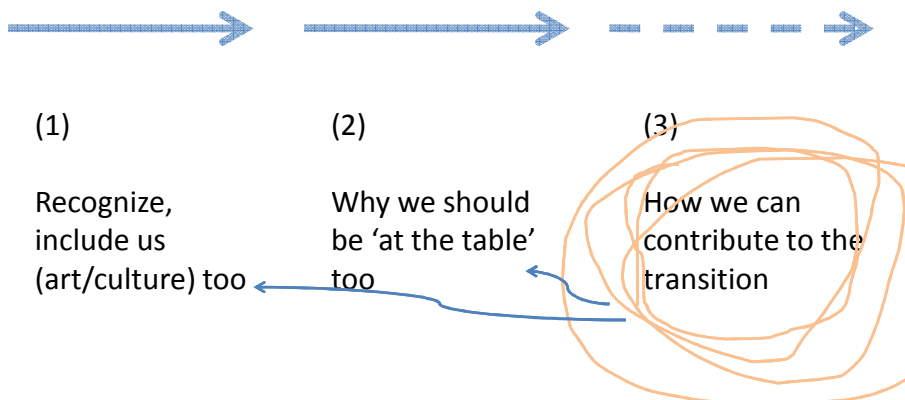 (1)
Recognize,
include us
(art/culture) too
(2)
Why we should
be ‘at the table’
too
(3)
How we can
contribute to the
transition